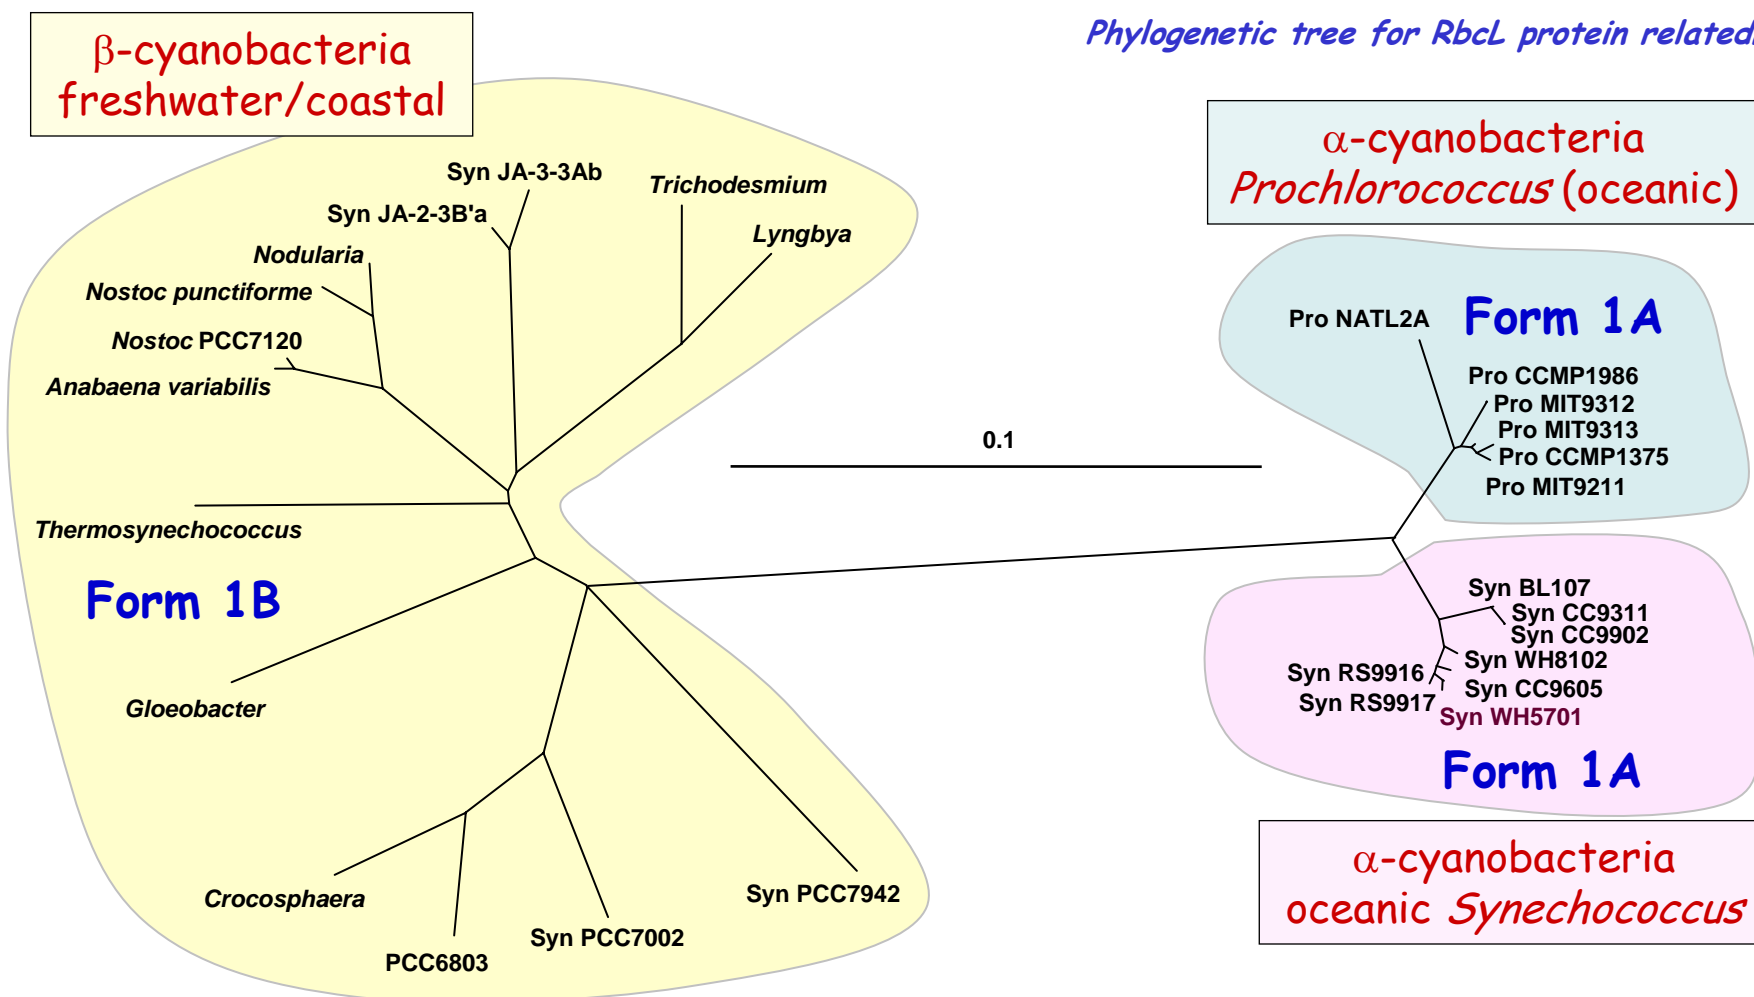 Phylogenetic tree for RbcL protein related
β-cyanobacteria
freshwater/coastal
α-cyanobacteria
Prochlorococcus (oceanic)
Syn JA-3-3Ab
Trichodesmium
Syn JA-2-3B'a
Lyngbya
Nodularia
Nostoc punctiforme
Nostoc PCC7120
Anabaena variabilis
Thermosynechococcus
Form 1B
Gloeobacter
Crocosphaera
PCC6803
Syn PCC7002
Syn PCC7942
0.1
Pro NATL2A
Form 1A
Pro CCMP1986
Pro MIT9312
Pro MIT9313
Pro CCMP1375
Pro MIT9211
Syn BL107
Syn CC9311
Syn CC9902
Syn WH8102
Syn RS9916
Syn CC9605
Syn RS9917
Syn WH5701
Form 1A
α-cyanobacteria
oceanic Synechococcus